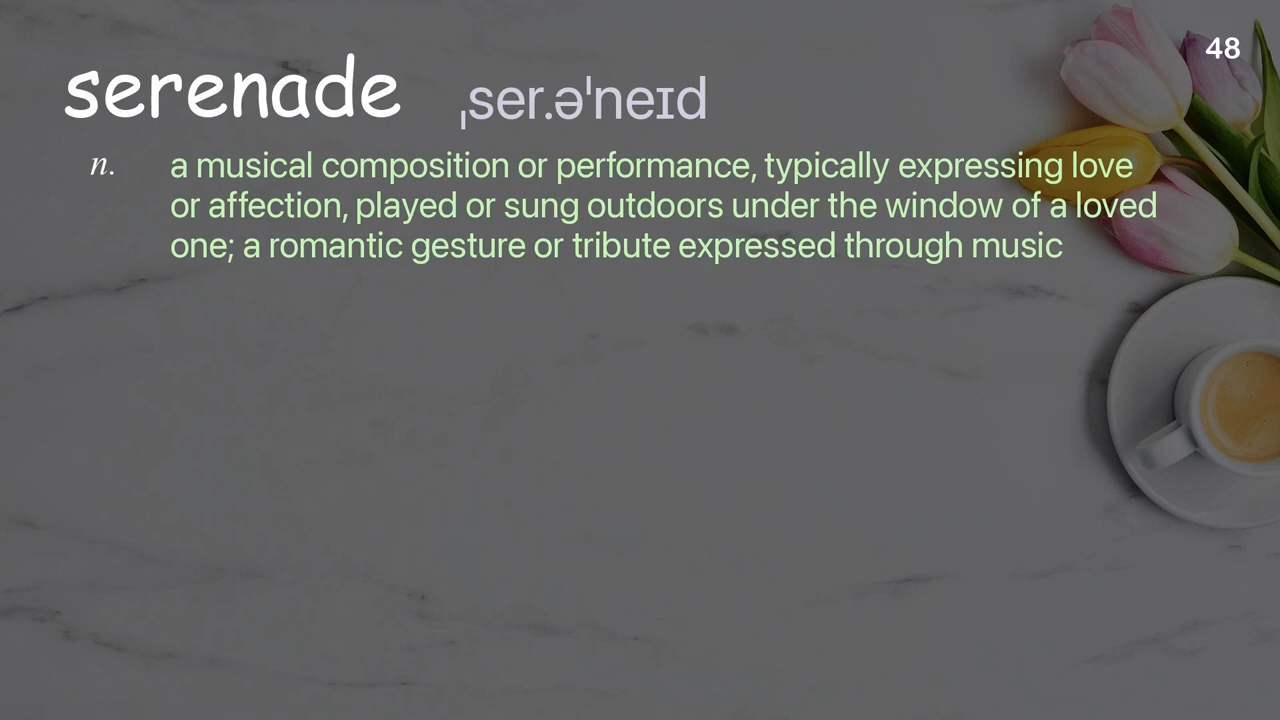 48
serenade ˌser.əˈneɪd
n. a musical composition or performance, typically expressing love
or affection, played or sung outdoors under the window of a loved
one; a romantic gesture or tribute expressed through music